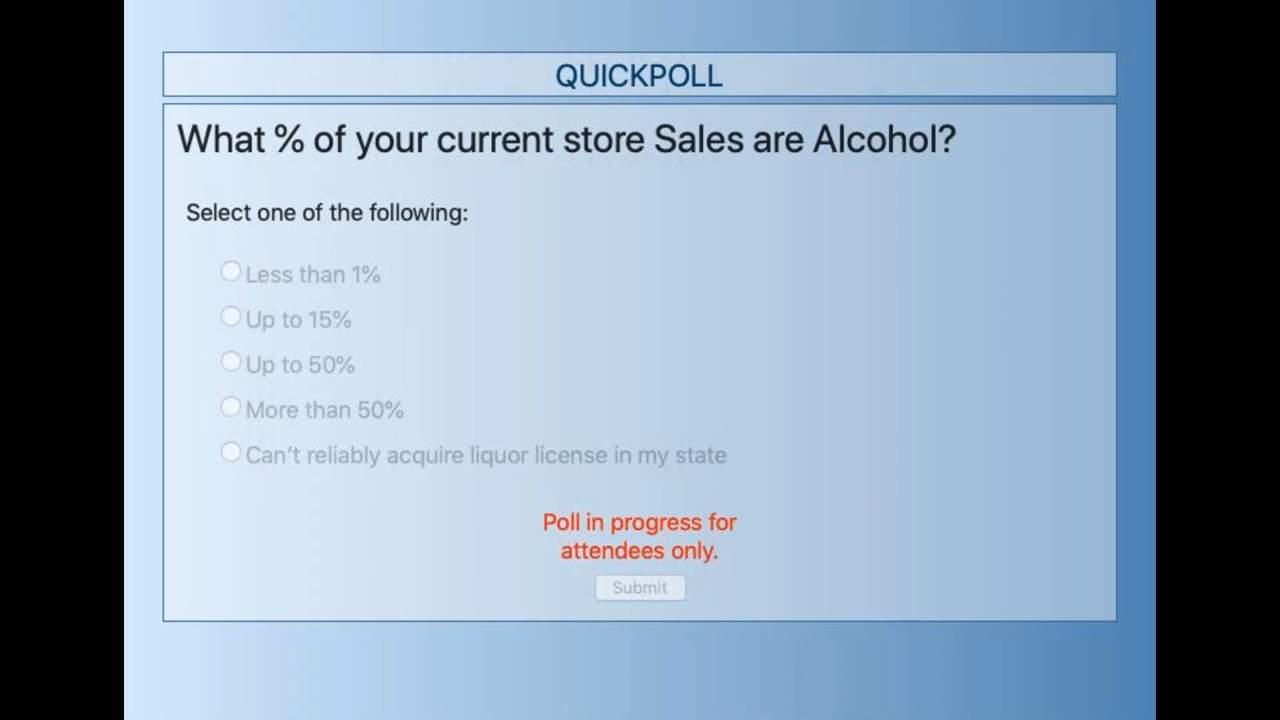 QUICKPOLL
What % of your current store Sales are Alcohol?
Select one of the following:
Less than 1%
Up to 15%
Up to 50%
More than 50%
Can't reliably acquire liquor license in my state
Poll in progress for
attendees only.
Submit